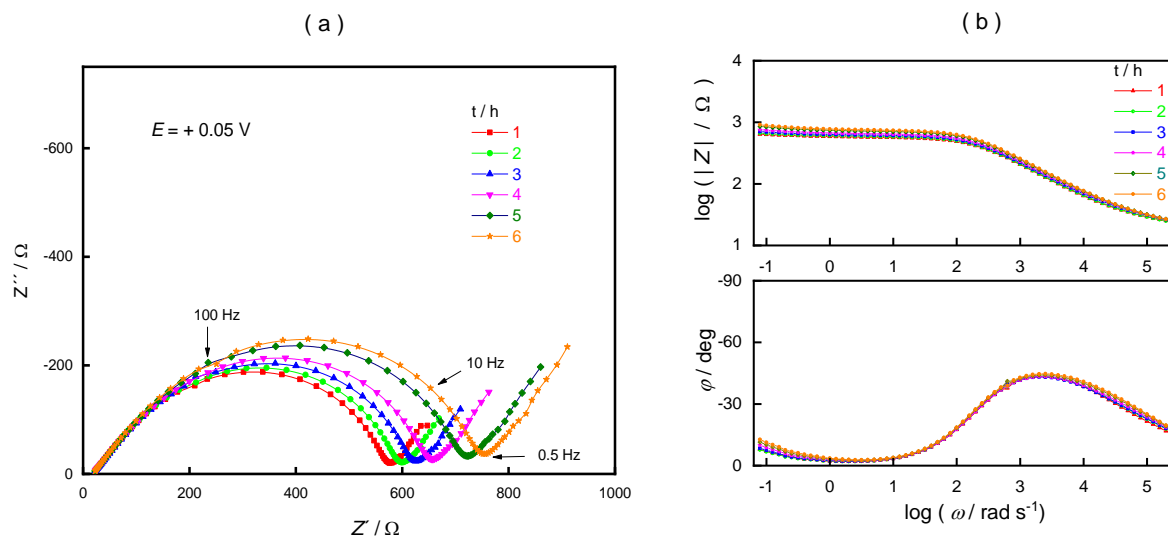 ( a )
E = + 0.05 V
t / h
1
2
3
4
5
6
100 Hz
10 Hz
0.5 Hz
Z´´ / Ω
-600
-400
-200
0
0 200 400 600 800 1000
Z´ / Ω
( b )
t / h
1
2
3
4
5
6
log ( | Z | / Ω )
4
3
2
1
-1 0 1 2 3 4 5
φ / deg
-90
-60
-30
0
-1 0 1 2 3 4 5
log ( ω / rad s-1)